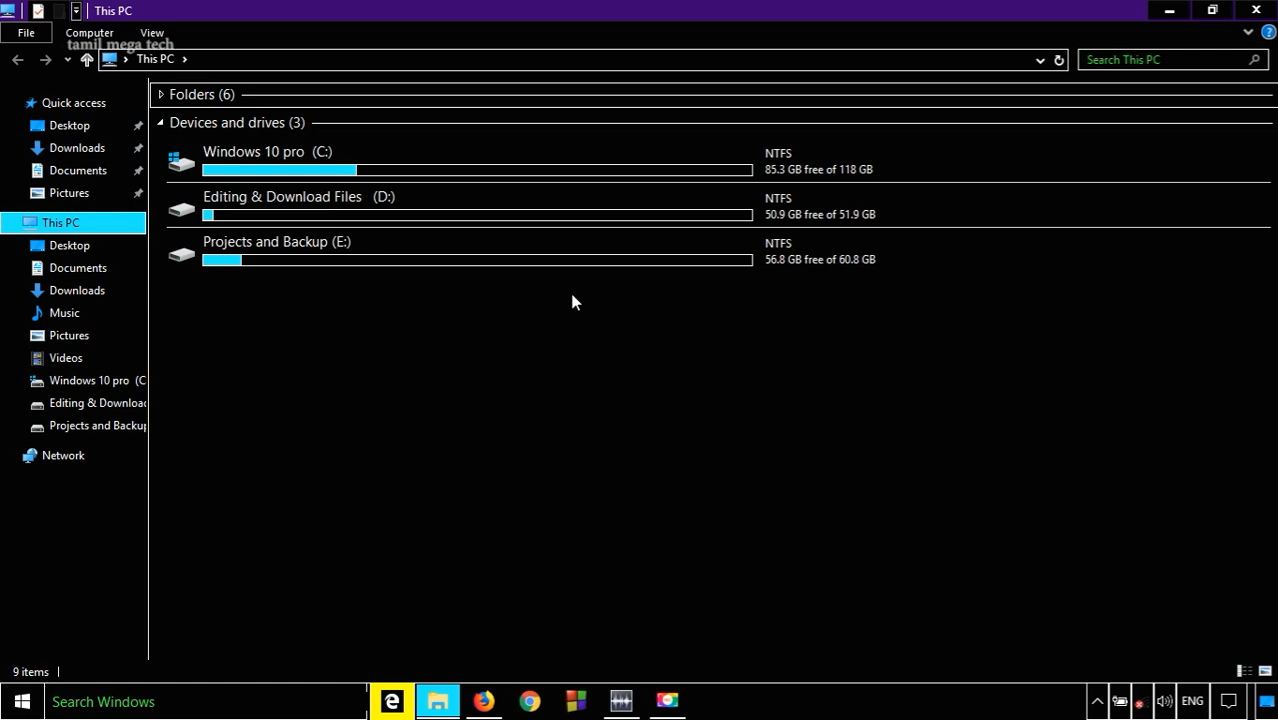 This PC
File
Computer
View
tamil mega tech
This PC
Search This PC
Quick access
Desktop
Downloads
Documents
Pictures
This PC
Desktop
Documents
Downloads
Music
Pictures
Videos
Windows 10 pro (C
Editing & Downloa
Projects and Backup
Network
Folders (6)
Devices and drives (3)
Windows 10 pro (C:)
NTFS
85.3 GB free of 118 GB
Editing & Download Files (D:)
NTFS
50.9 GB free of 51.9 GB
Projects and Backup (E:)
NTFS
56.8 GB free of 60.8 GB
9 items
Search Windows
ENG